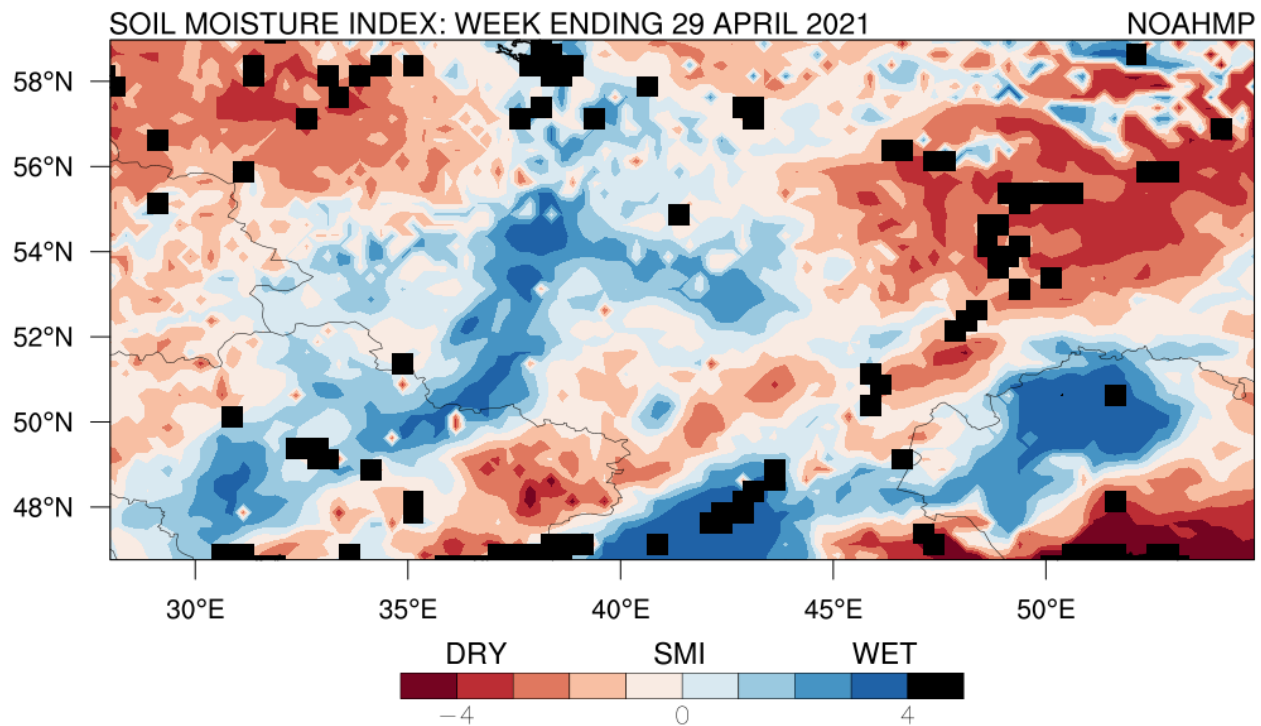 SOIL MOISTURE INDEX: WEEK ENDING 29 APRIL 2021 NOAHMP
58°N
56°N
54°N
52°N
50°N
48°N
30°E 35°E 40°E 45°E 50°E
DRY SMI WET
−4 0 4